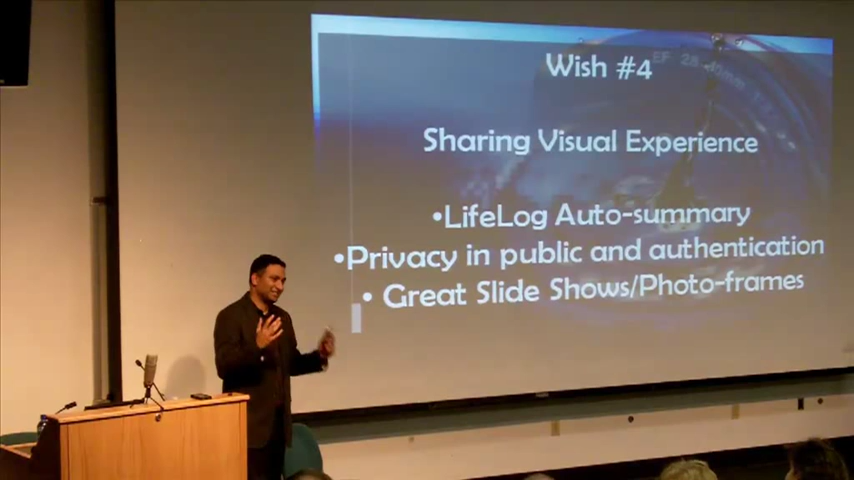 Wish #4
Sharing Visual Experience
•LifeLog Auto-summary
•Privacy in public and authentication
• Great Slide Shows/Photo-frames